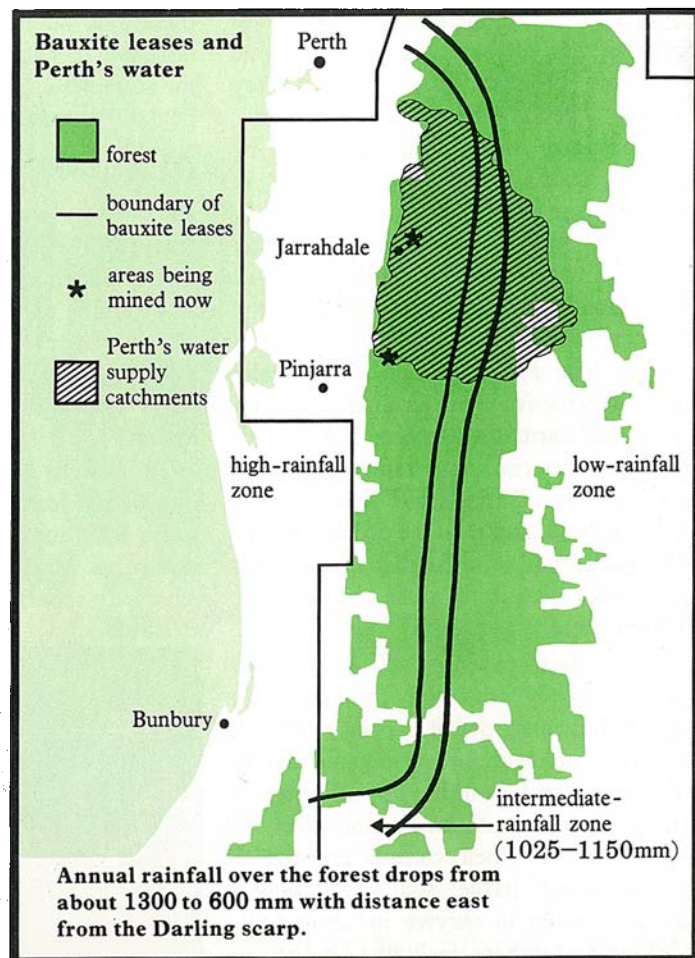 Bauxite leases and
Perth's water
Perth
forest
boundary of
bauxite leases
Jarrahdale
areas being
mined now
Perth's water
supply
catchments
Pinjarra
high-rainfall
zone
low-rainfall
zone
Bunbury
intermediate-
rainfall zone
(1025–1150mm)
Annual rainfall over the forest drops from
about 1300 to 600 mm with distance east
from the Darling scarp.